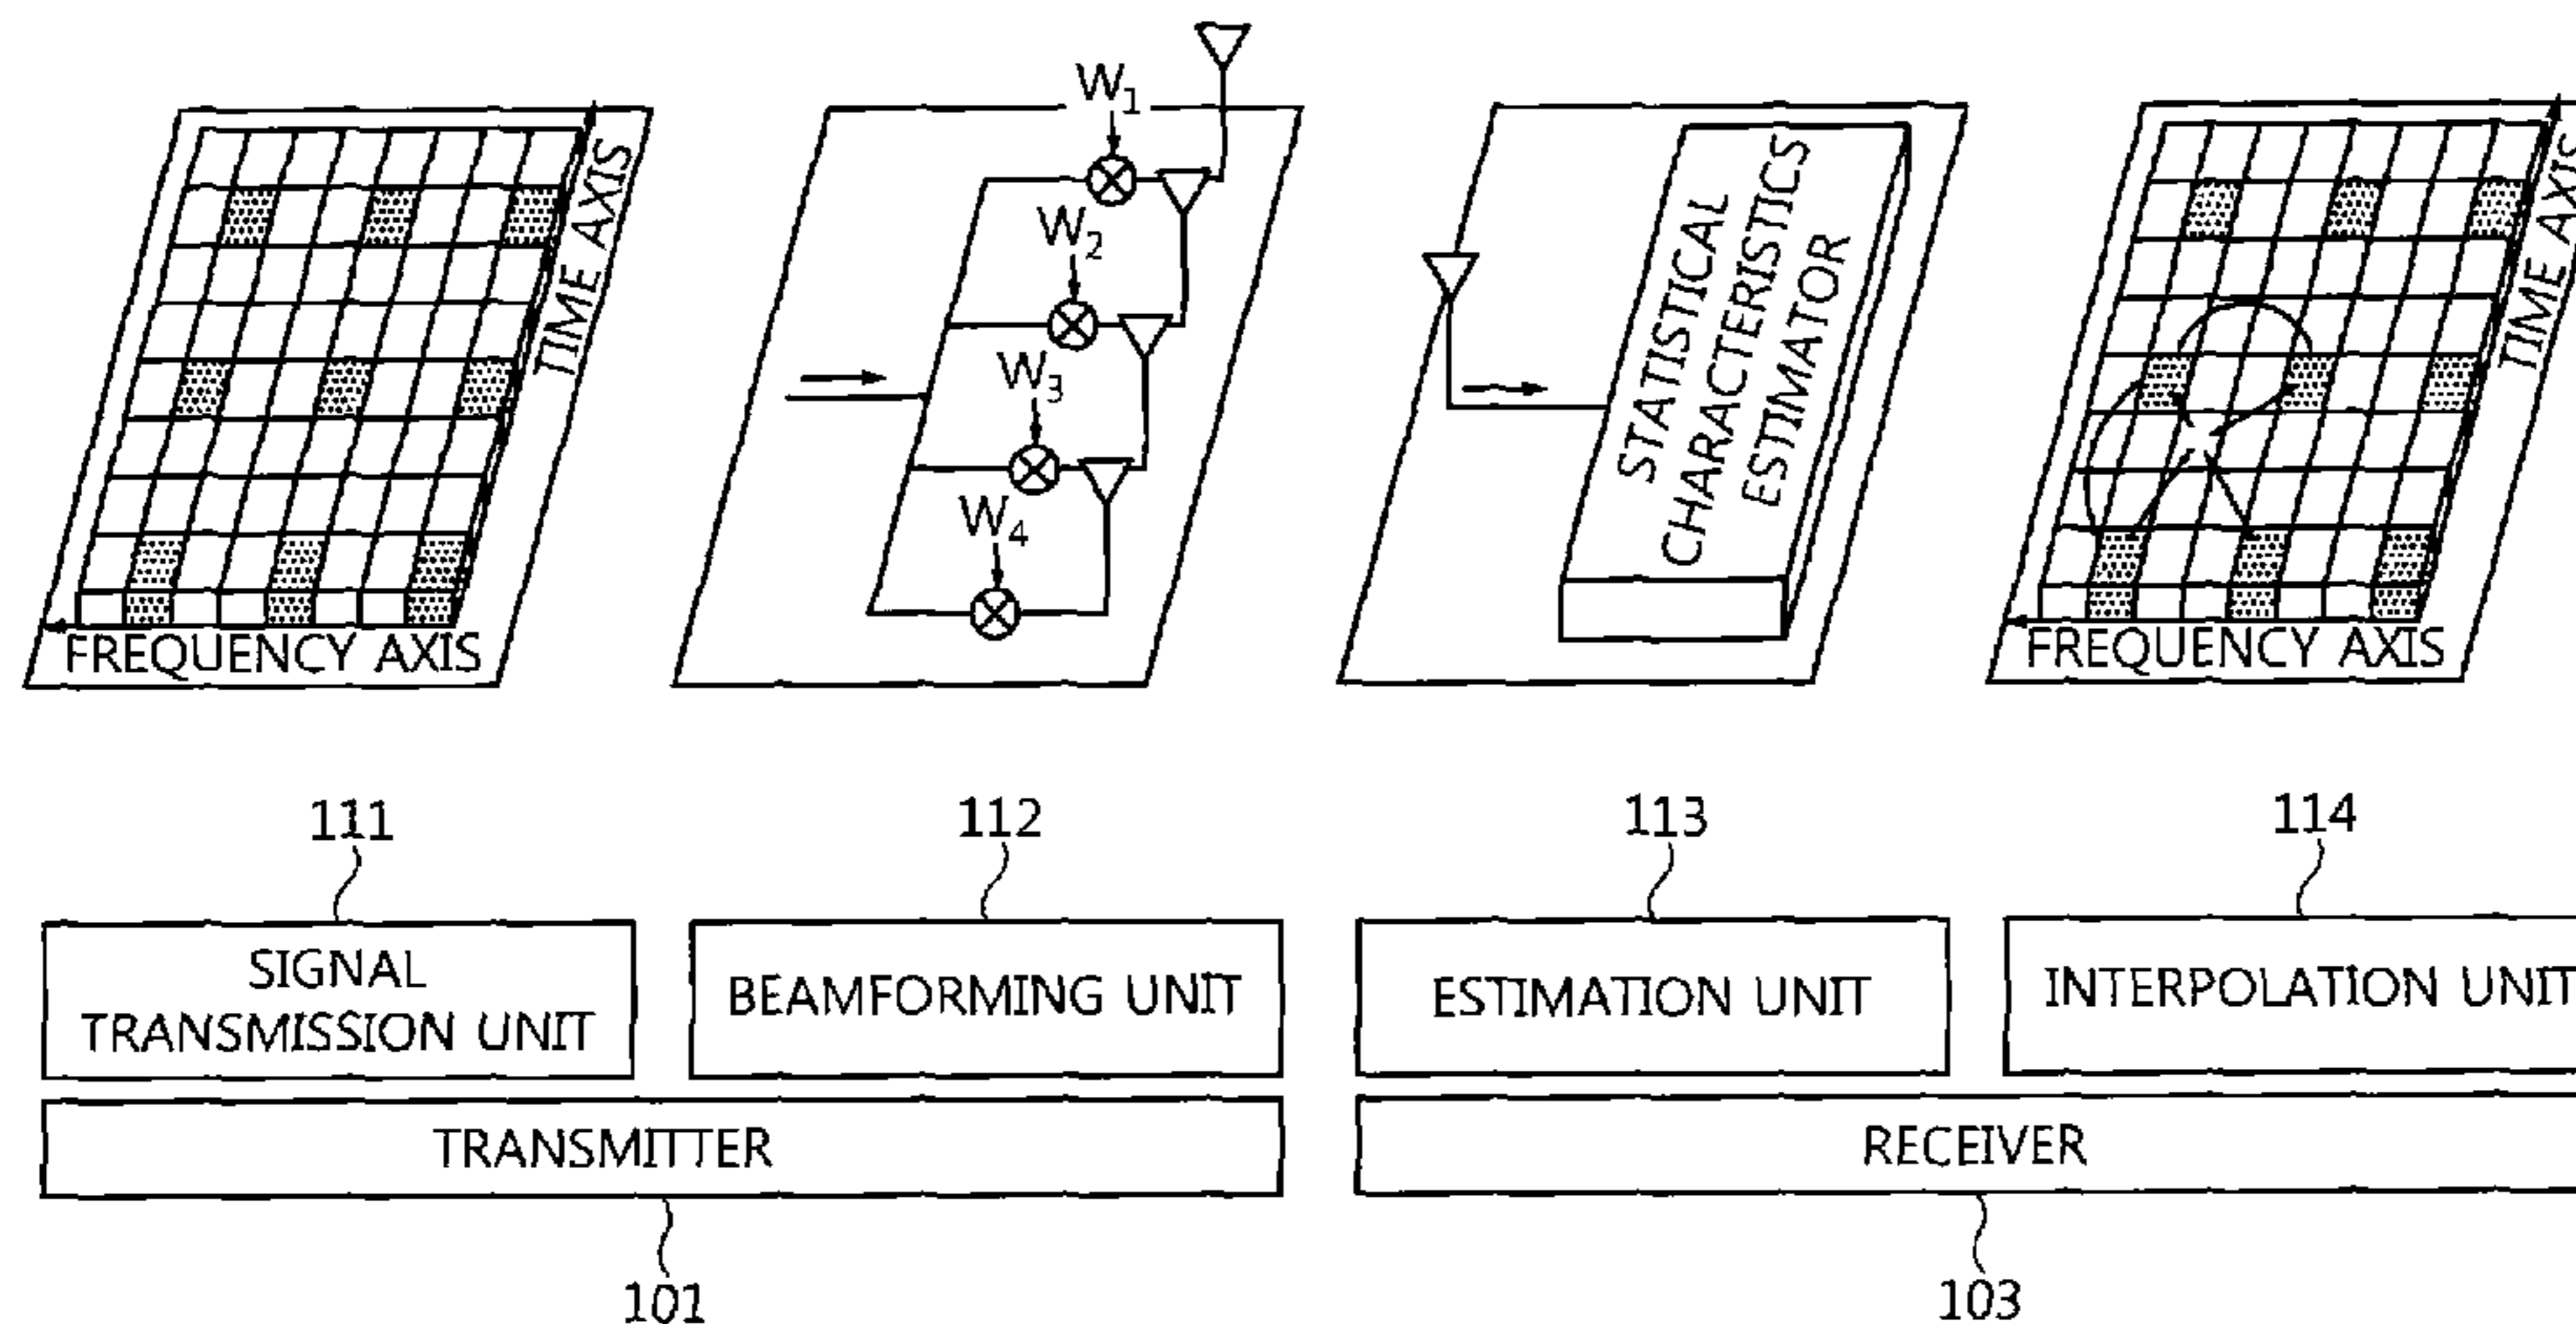 W1
W2
W3
W4
TIME AXIS
FREQUENCY AXIS
STATISTICAL
CHARACTERISTICS
ESTIMATOR
TIME AXIS
FREQUENCY AXIS
111
112
113
114
SIGNAL
TRANSMISSION UNIT
BEAMFORMING UNIT
ESTIMATION UNIT
INTERPOLATION UNIT
TRANSMITTER
RECEIVER
101
103